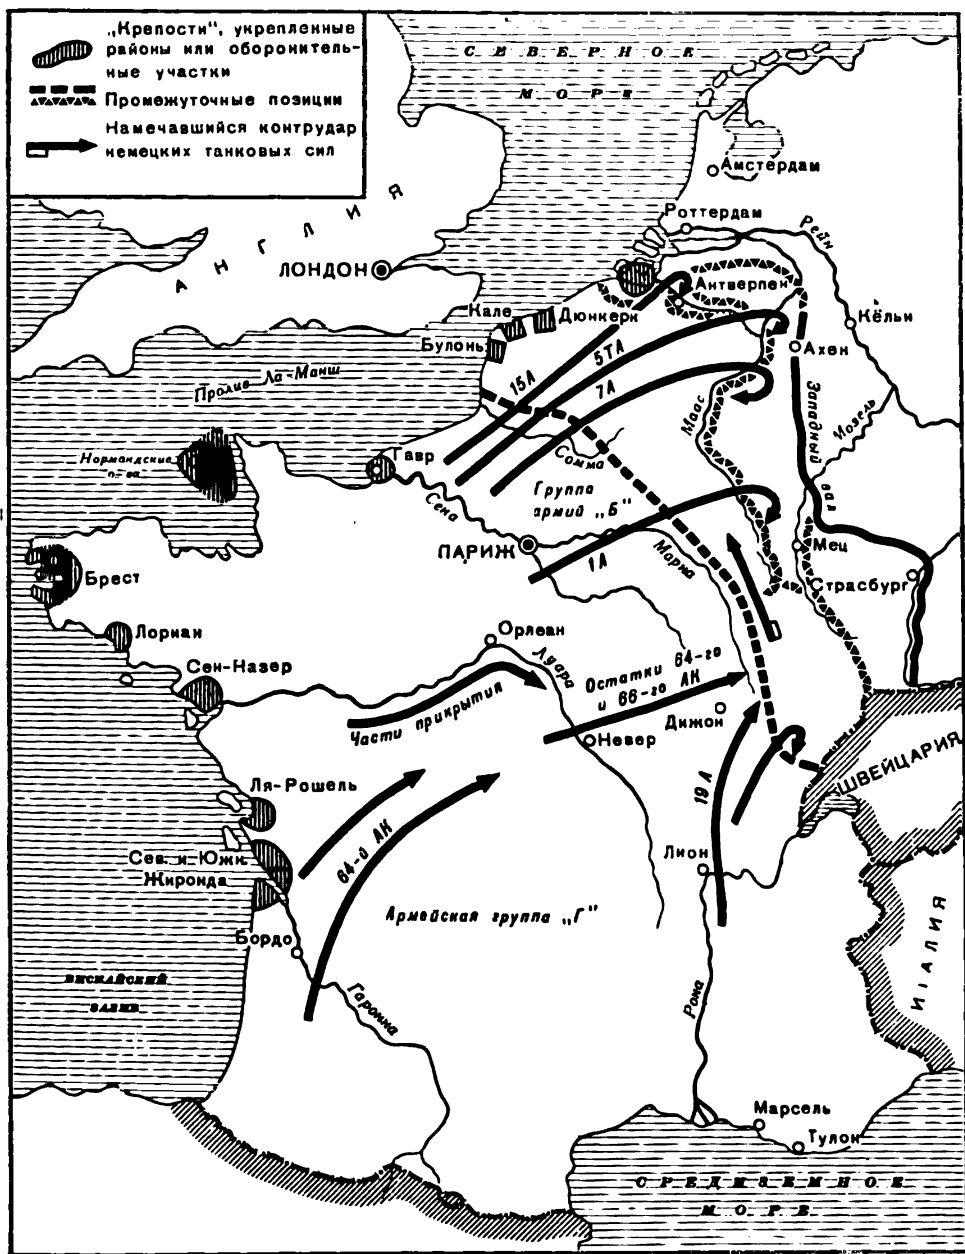 „Крепости“, укрепленные
районы или оборонитель-
ные участки
Промежуточные позиции
Намечавшийся контрудар
немецких танковых сил
СЕВЕРНОЕ
МОРЕ
Амстердам
АНГЛИЯ
Роттердам
Рейн
ЛОНДОН
Антверпен
Кале
Дюнкерк
Кёльн
Булонь
15А
5ТА
7А
Ахен
Пролив Ла-Манш
Маас
Западный
вал
Мозель
Нормандские
о-ва
Гавр
Сомма
Сена
Группа
армий „Б“
ПАРИЖ
1А
Марна
Мец
Брест
Страсбург
Лориан
Орлеан
Сен-Назер
Луара
Остатки 64-го
и 66-го АК
Части прикрытия
Дижон
Невер
ШВЕЙЦАРИЯ
Ля-Рошель
19А
64-й АК
Сев. и Южн.
Жиронда
Лион
Армейская группа „Г“
ИТАЛИЯ
Бордо
БИСКАЙСКИЙ
ЗАЛИВ
Гаронна
Рона
Марсель
Тулон
СРЕДИЗЕМНОЕ
МОРЕ